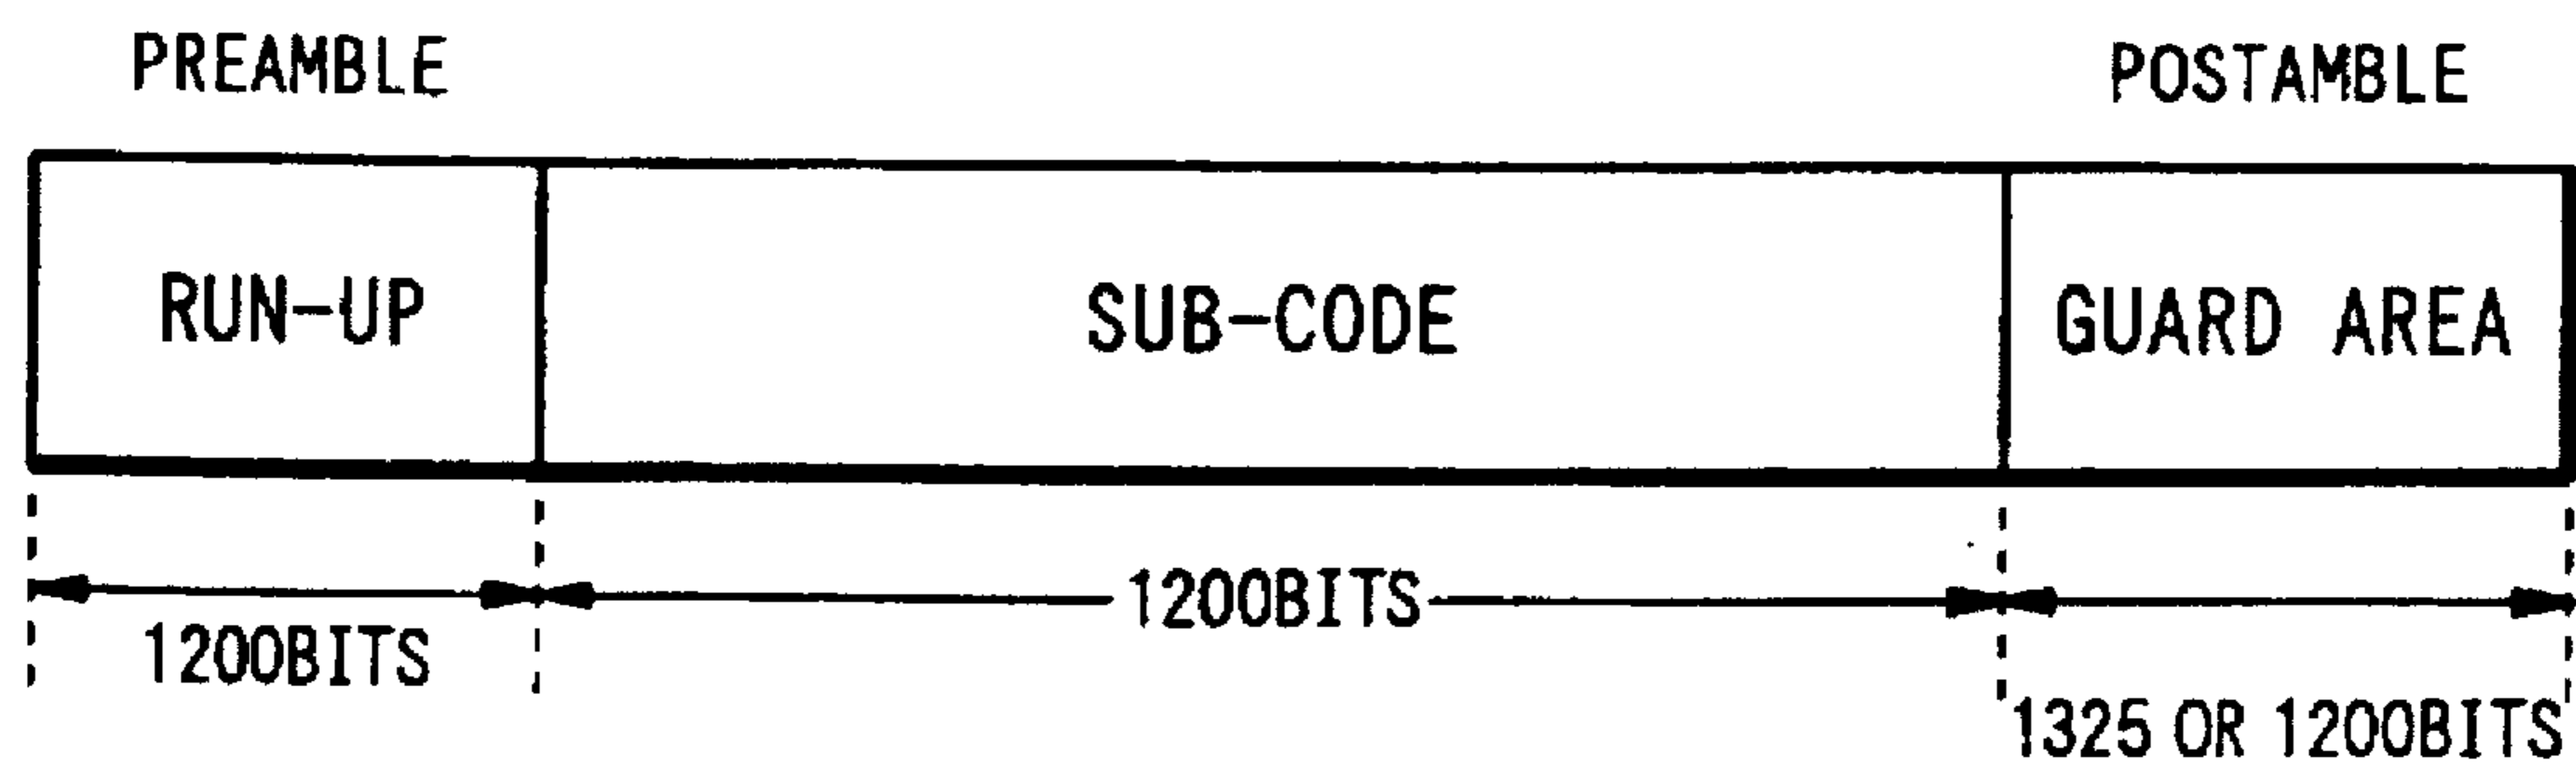 PREAMBLE POSTAMBLE
RUN-UP SUB-CODE GUARD AREA
1200BITS
1200BITS
1325 OR 1200BITS